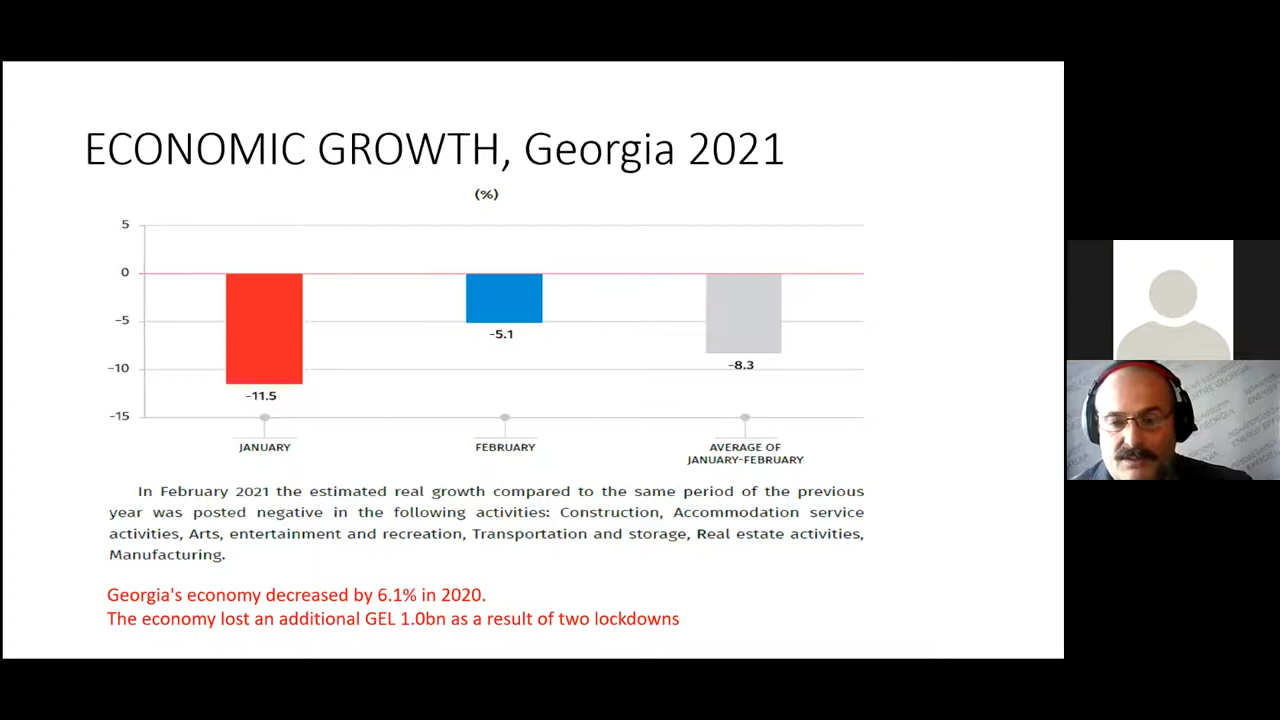 ECONOMIC GROWTH, Georgia 2021
(%)
5
0
-5
-10
-15
-11.5
-5.1
-8.3
JANUARY
FEBRUARY
AVERAGE OF
JANUARY-FEBRUARY
In February 2021 the estimated real growth compared to the same period of the previous
year was posted negative in the following activities: Construction, Accommodation service
activities, Arts, entertainment and recreation, Transportation and storage, Real estate activities,
Manufacturing.
Georgia's economy decreased by 6.1% in 2020.
The economy lost an additional GEL 1.0bn as a result of two lockdowns